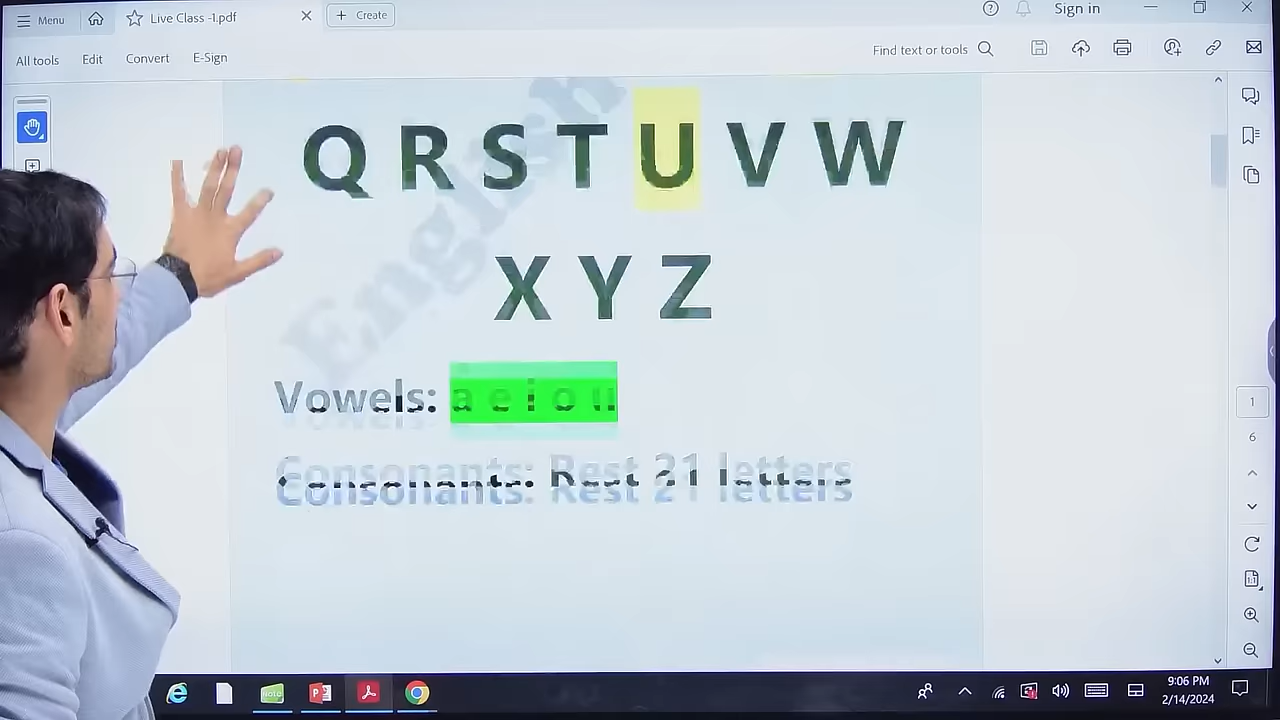 Menu
Live Class -1.pdf
Create
Sign in
All tools
Edit
Convert
E-Sign
Find text or tools
English
Q R S T U V W
X Y Z
Vowels: a e i o u
Consonants: Rest 21 letters
1
6
9:06 PM
2/14/2024